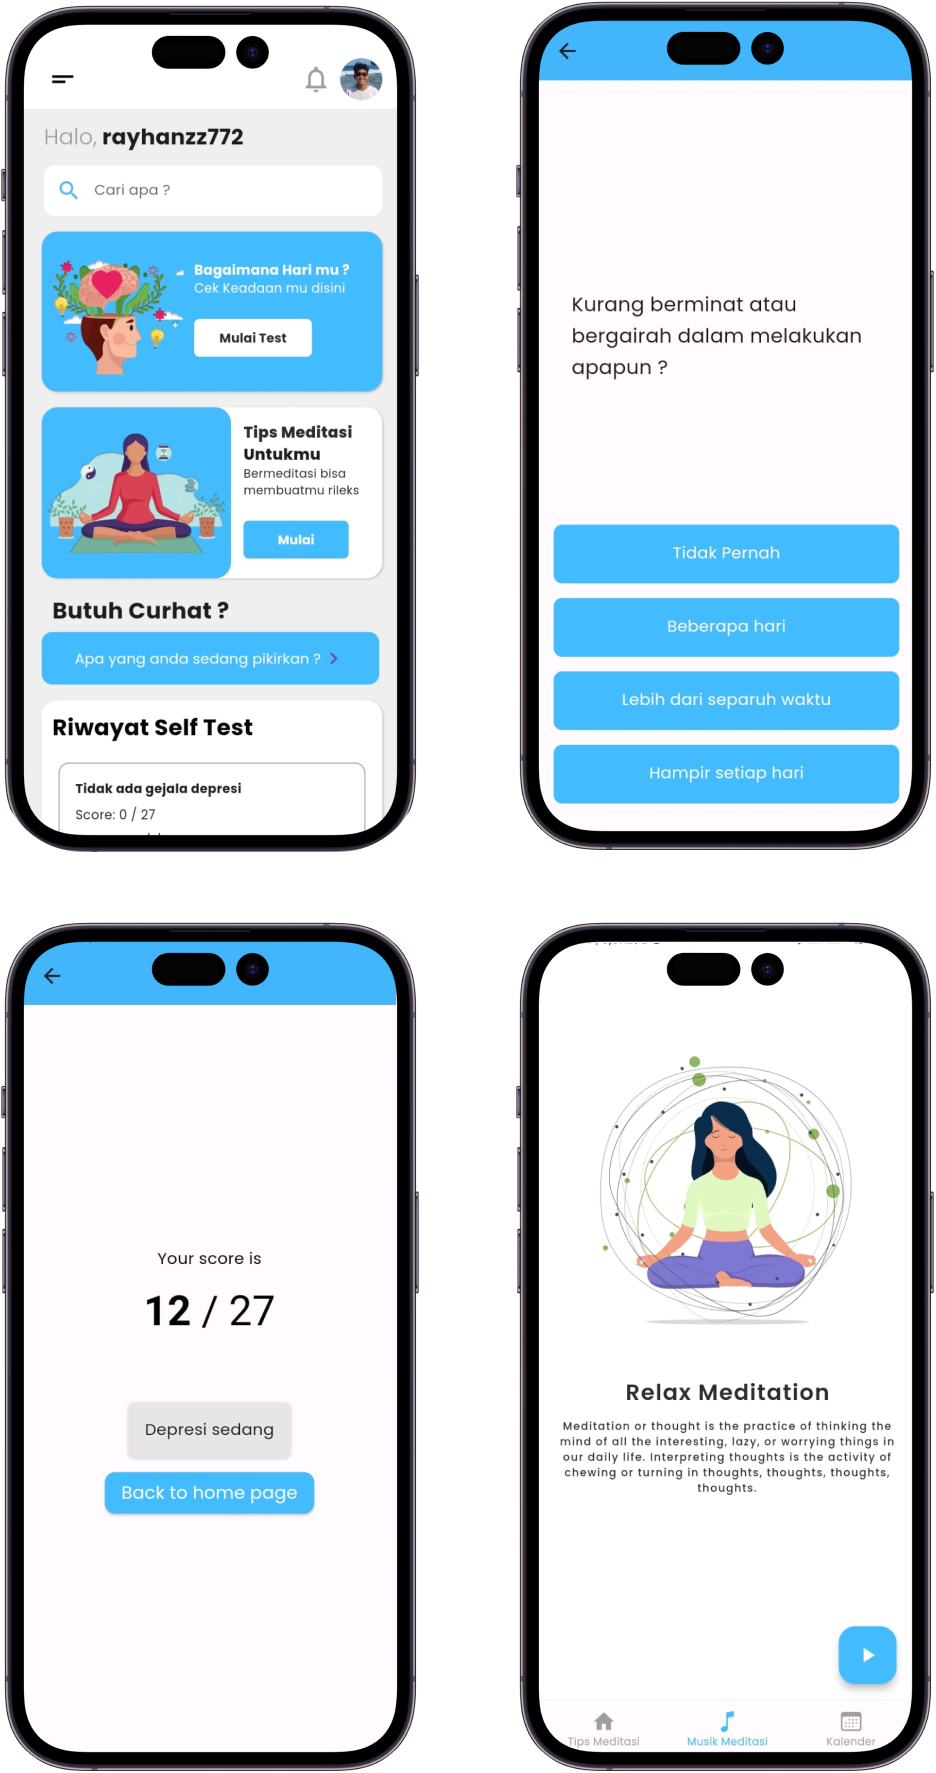 Halo, rayhanzz772
Cari apa ?
Bagaimana Hari mu ?
Cek Keadaan mu disini
Mulai Test
Tips Meditasi
Untukmu
Bermeditasi bisa
membuatmu rileks
Mulai
Butuh Curhat ?
Apa yang anda sedang pikirkan ?
Riwayat Self Test
Tidak ada gejala depresi
Score: 0 / 27
Kurang berminat atau
bergairah dalam melakukan
apapun ?
Tidak Pernah
Beberapa hari
Lebih dari separuh waktu
Hampir setiap hari
Your score is
12 / 27
Depresi sedang
Back to home page
Relax Meditation
Meditation or thought is the practice of thinking the
mind of all the interesting, lazy, or worrying things in
our daily life. Interpreting thoughts is the activity of
chewing or turning in thoughts, thoughts, thoughts,
thoughts.
Tips Meditasi
Musik Meditasi
Kalender